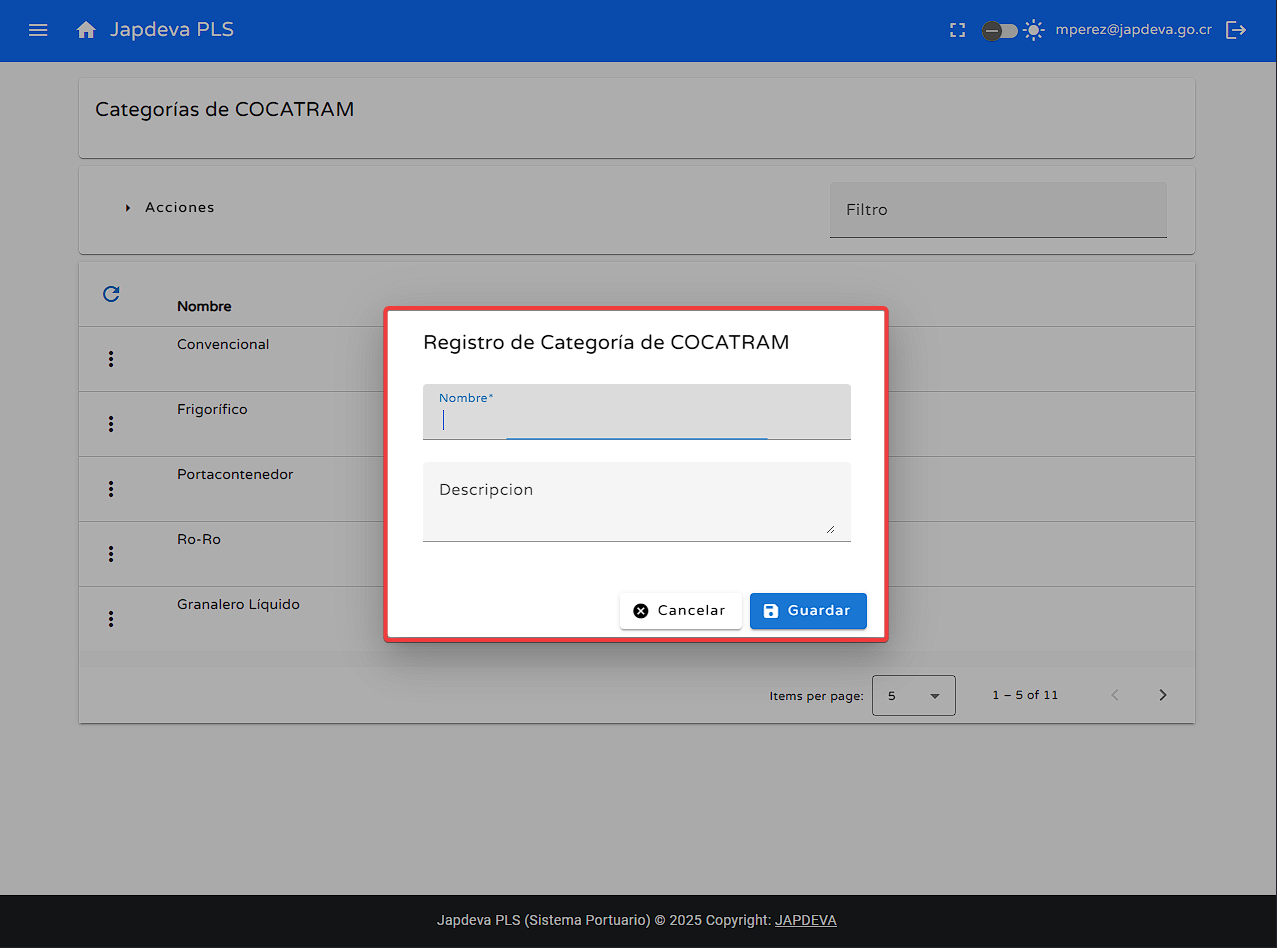 Japdeva PLS
mperez@japdeva.go.cr
Categorías de COCATRAM
Acciones
Filtro
Nombre
Convencional
Frigorífico
Portacontenedor
Ro-Ro
Granalero Líquido
Registro de Categoría de COCATRAM
Nombre*
Descripcion
Cancelar
Guardar
Items per page: 5 1 – 5 of 11
Japdeva PLS (Sistema Portuario) © 2025 Copyright: JAPDEVA